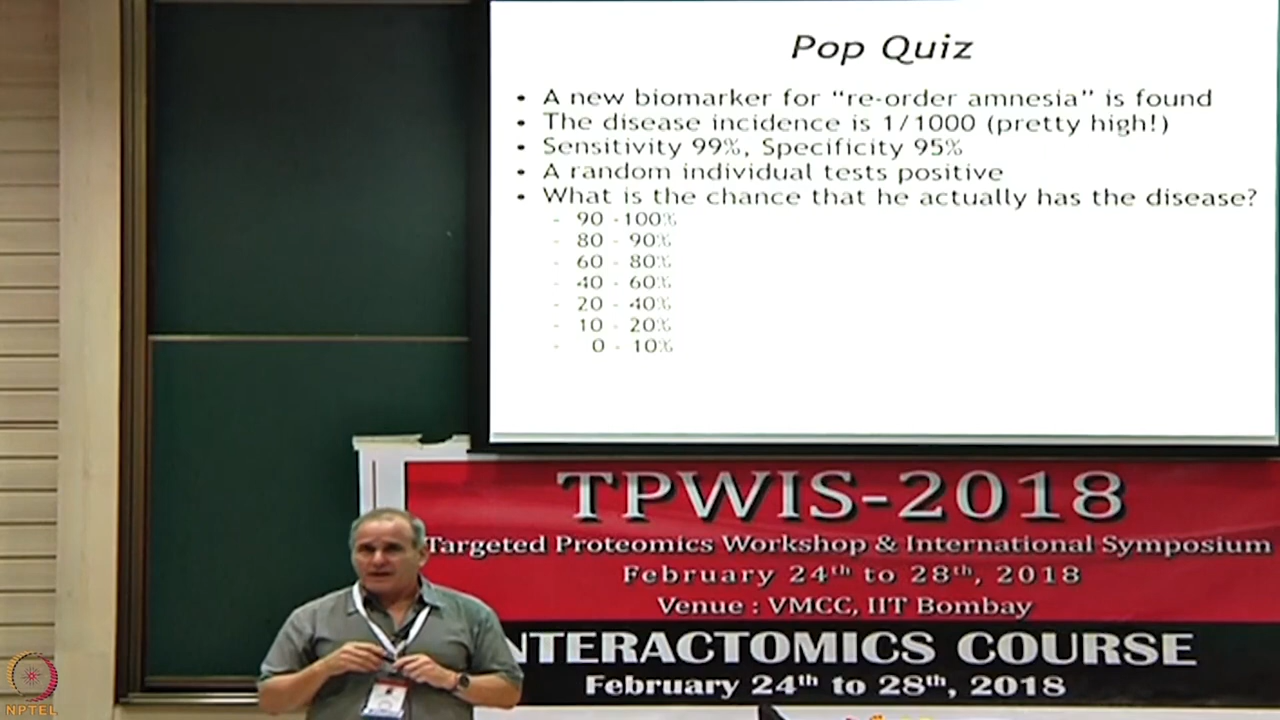 Pop Quiz
• A new biomarker for “re-order amnesia” is found
• The disease incidence is 1/1000 (pretty high!)
• Sensitivity 99%, Specificity 95%
• A random individual tests positive
• What is the chance that he actually has the disease?
- 90 -100%
- 80 - 90%
- 60 - 80%
- 40 - 60%
- 20 - 40%
- 10 - 20%
- 0 - 10%
TPWIS-2018
Targeted Proteomics Workshop & International Symposium
February 24th to 28th, 2018
Venue : VMCC, IIT Bombay
NTERACTOMICS COURSE
February 24th to 28th, 2018
NPTEL